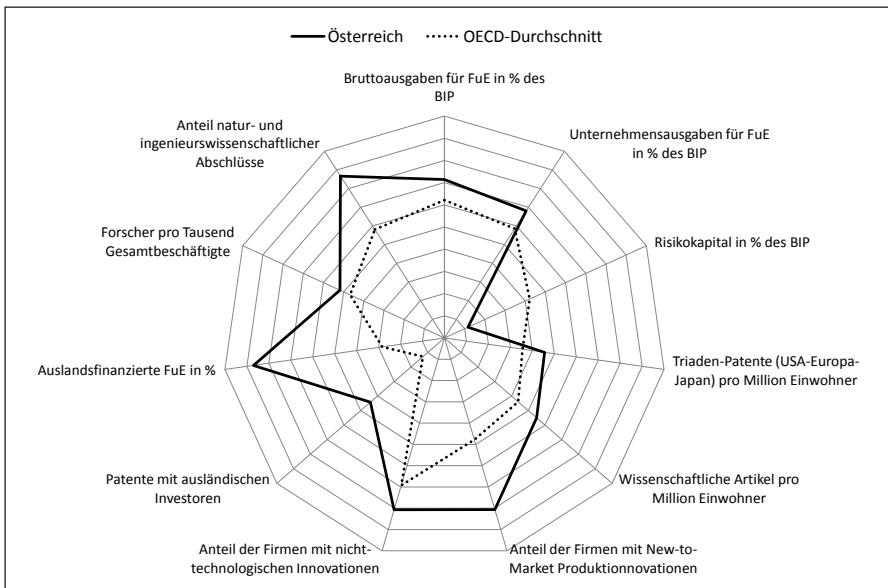 Österreich OECD-Durchschnitt
Bruttoausgaben für FuE in % des
BIP
Unternehmensausgaben für FuE
in % des BIP
Risikokapital in % des BIP
Triaden-Patente (USA-Europa-
Japan) pro Million Einwohner
Wissenschaftliche Artikel pro
Million Einwohner
Anteil der Firmen mit New-to-
Market Produktionnovationen
Anteil der Firmen mit nicht-
technologischen Innovationen
Patente mit ausländischen
Investoren
Auslandsfinanzierte FuE in %
Forscher pro Tausend
Gesamtbeschäftigte
Anteil natur- und
ingenieurswissenschaftlicher
Abschlüsse